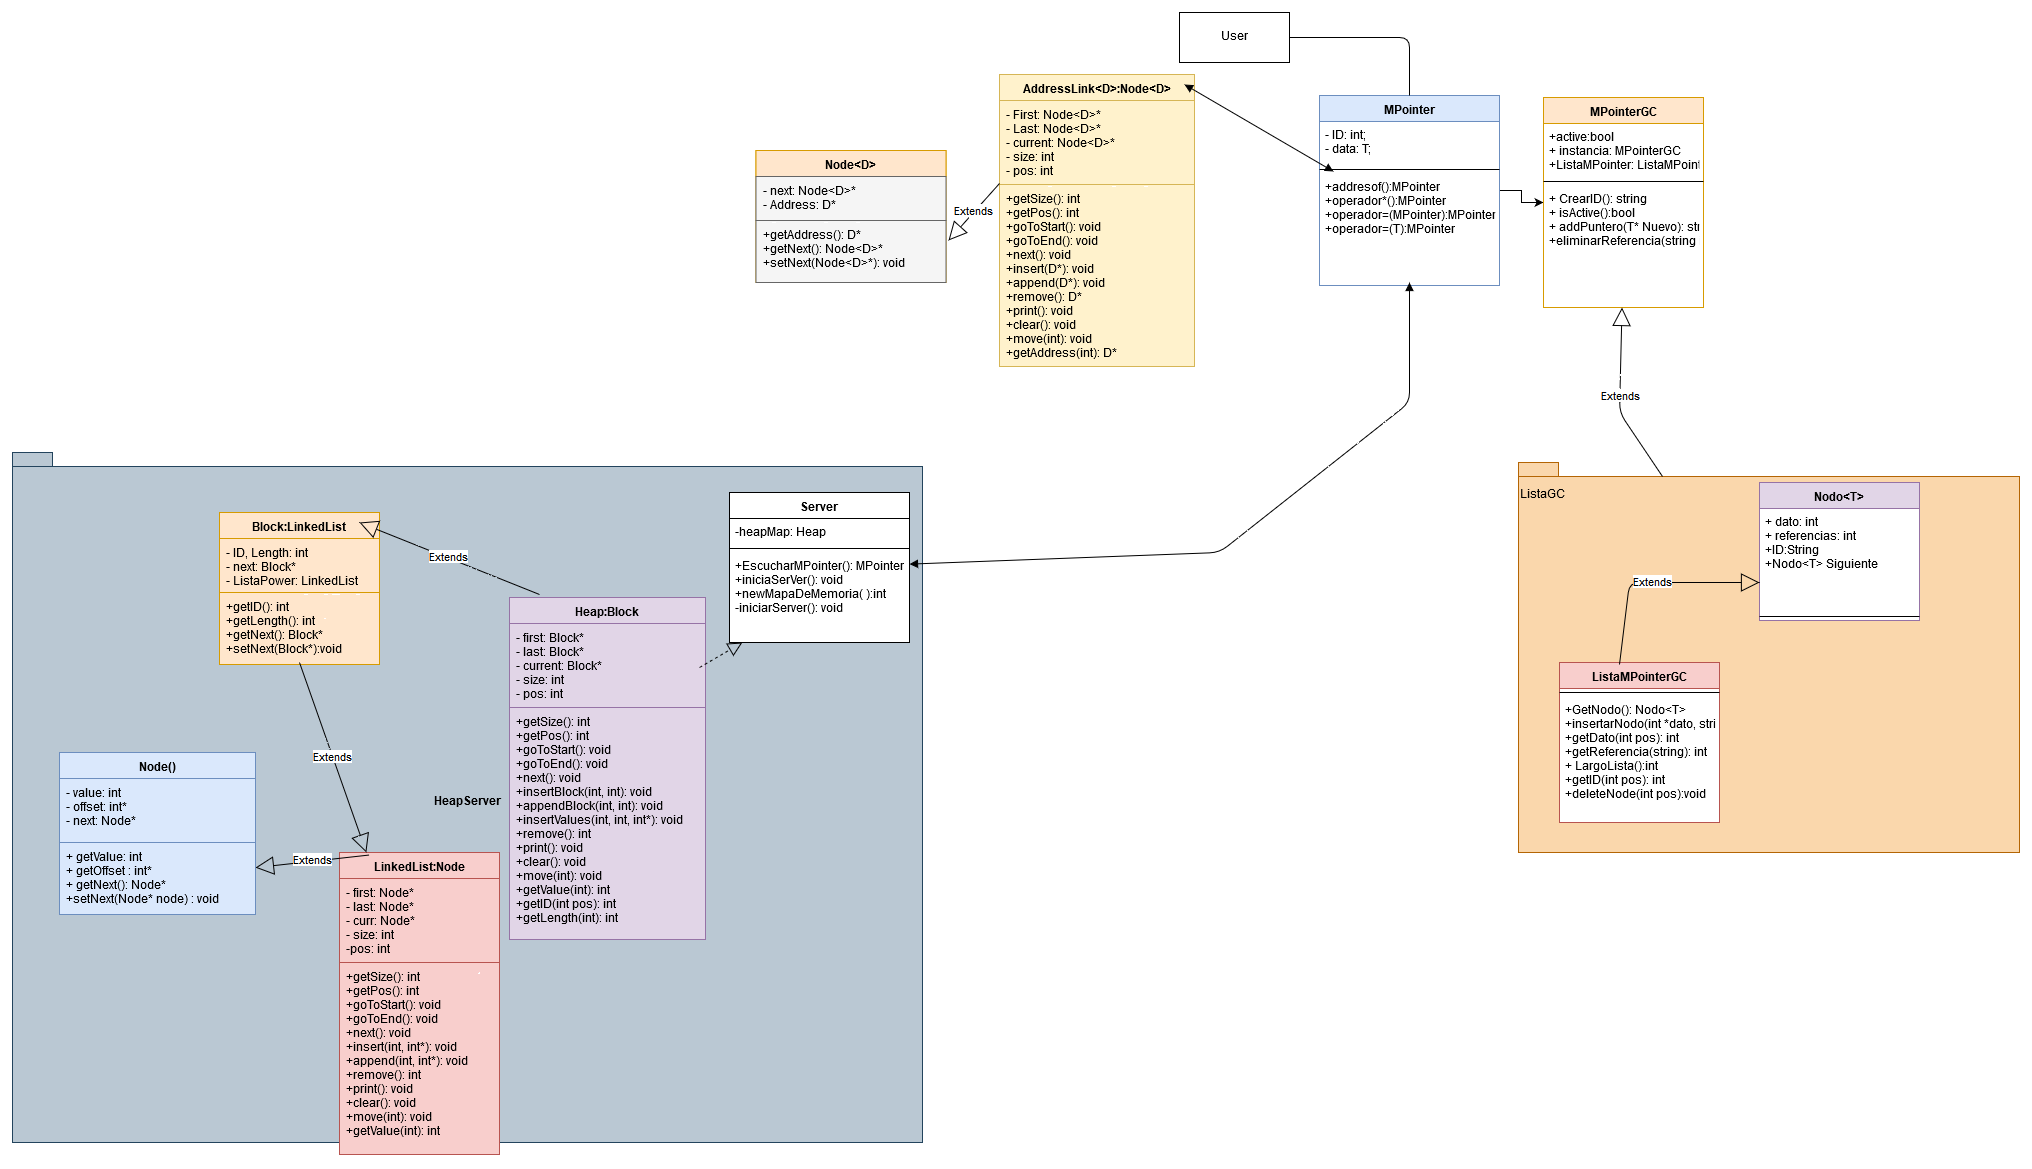 User
AddressLink<D>:Node<D>
- First: Node<D>*
- Last: Node<D>*
- current: Node<D>*
- size: int
- pos: int
+getSize(): int
+getPos(): int
+goToStart(): void
+goToEnd(): void
+next(): void
+insert(D*): void
+append(D*): void
+remove(): D*
+print(): void
+clear(): void
+move(int): void
+getAddress(int): D*
MPointer
- ID: int;
- data: T;
+addresof():MPointer
+operador*():MPointer
+operador=(MPointer):MPointer
+operador=(T):MPointer
MPointerGC
+active:bool
+ instancia: MPointerGC
+ListaMPointer: ListaMPoint
+ CrearID(): string
+ isActive():bool
+ addPuntero(T* Nuevo): stı
+eliminarReferencia(string
Node<D>
- next: Node<D>*
- Address: D*
+getAddress(): D*
+getNext(): Node<D>*
+setNext(Node<D>*): void
Extends
Extends
ListaGC
Nodo<T>
+ dato: int
+ referencias: int
+ID:String
+Nodo<T> Siguiente
Extends
ListaMPointerGC
+GetNodo(): Nodo<T>
+insertarNodo(int *dato, stri
+getDato(int pos): int
+getReferencia(string): int
+ LargoLista():int
+getID(int pos): int
+deleteNode(int pos):void
Server
-heapMap: Heap
+EscucharMPointer(): MPointer
+iniciaSerVer(): void
+newMapaDeMemoria( ):int
-iniciarServer(): void
Block:LinkedList
- ID, Length: int
- next: Block*
- ListaPower: LinkedList
+getID(): int
+getLength(): int
+getNext(): Block*
+setNext(Block*):void
Extends
Heap:Block
- first: Block*
- last: Block*
- current: Block*
- size: int
- pos: int
+getSize(): int
+getPos(): int
+goToStart(): void
+goToEnd(): void
+next(): void
+insertBlock(int, int): void
+appendBlock(int, int): void
+insertValues(int, int, int*): void
+remove(): int
+print(): void
+clear(): void
+move(int): void
+getValue(int): int
+getID(int pos): int
+getLength(int): int
Extends
HeapServer
Node()
- value: int
- offset: int*
- next: Node*
+ getValue: int
+ getOffset : int*
+ getNext(): Node*
+setNext(Node* node) : void
Extends
LinkedList:Node
- first: Node*
- last: Node*
- curr: Node*
- size: int
-pos: int
+getSize(): int
+getPos(): int
+goToStart(): void
+goToEnd(): void
+next(): void
+insert(int, int*): void
+append(int, int*): void
+remove(): int
+print(): void
+clear(): void
+move(int): void
+getValue(int): int